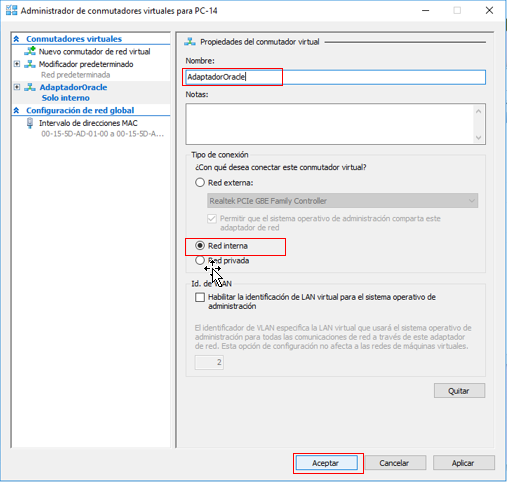 Administrador de conmutadores virtuales para PC-14
Conmutadores virtuales
Nuevo conmutador de red virtual
Modificador predeterminado
Red predeterminada
AdaptadorOracle
Solo interno
Configuración de red global
Intervalo de direcciones MAC
00-15-5D-AD-01-00 a 00-15-5D-A...
Propiedades del conmutador virtual
Nombre:
AdaptadorOracle
Notas:
Tipo de conexión
¿Con qué desea conectar este conmutador virtual?
Red externa:
Realtek PCIe GBE Family Controller
Permitir que el sistema operativo de administración comparta este
adaptador de red
Red interna
Red privada
Id. de VLAN
Habilitar la identificación de LAN virtual para el sistema operativo de
administración
El identificador de VLAN especifica la LAN virtual que usará el sistema operativo de
administración para todas las comunicaciones de red a través de este adaptador
de red. Esta opción de configuración no afecta a las redes de máquinas virtuales.
2
Quitar
Aceptar
Cancelar
Aplicar